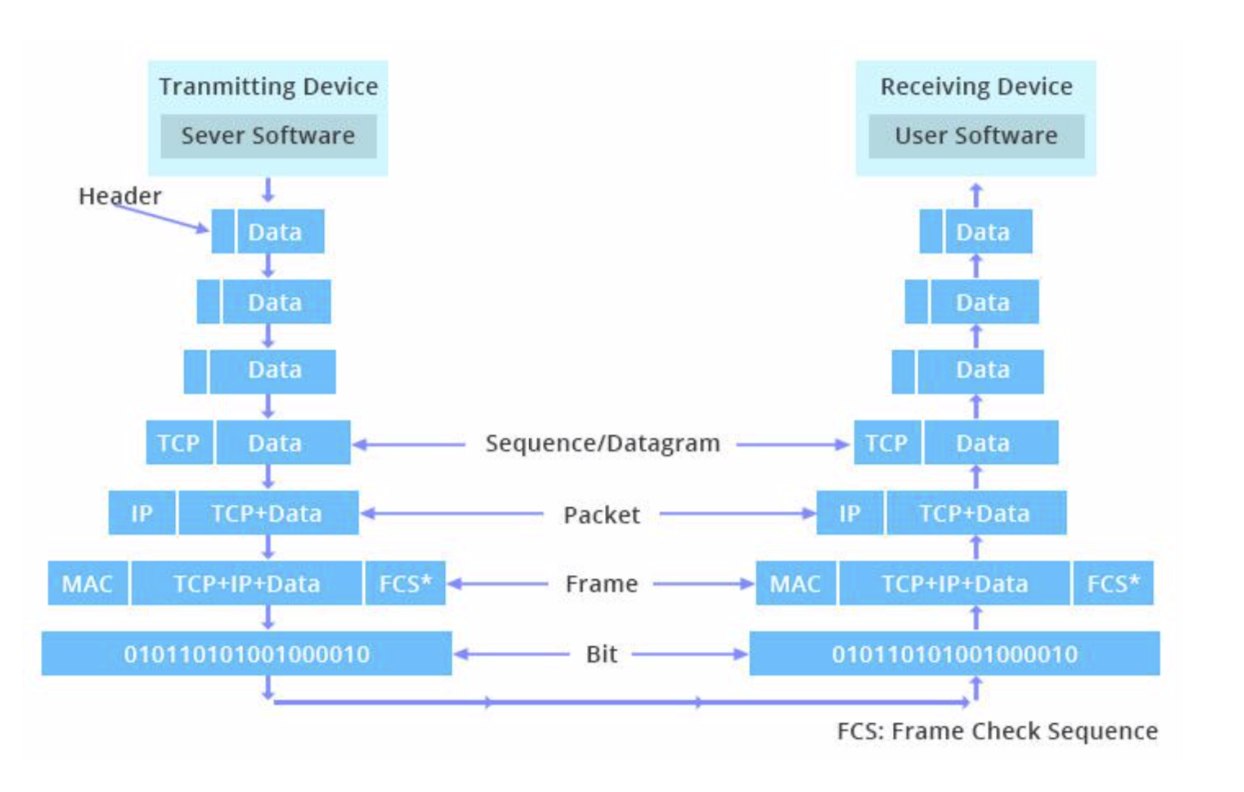 Tranmitting Device
Sever Software
Receiving Device
User Software
Header
Data
Data
Data
Data
Data
Data
TCP
Data
Sequence/Datagram
TCP
Data
IP
TCP+Data
Packet
IP
TCP+Data
MAC
TCP+IP+Data
FCS*
Frame
MAC
TCP+IP+Data
FCS*
010110101001000010
Bit
010110101001000010
FCS: Frame Check Sequence